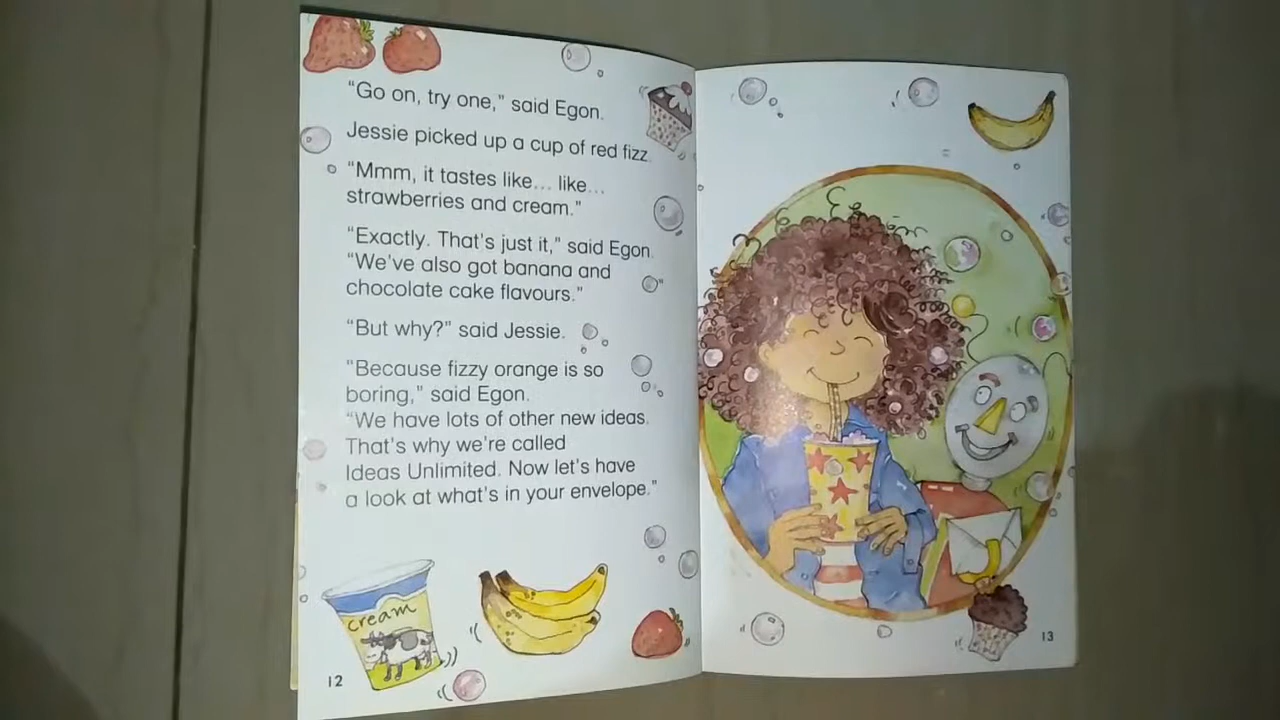 “Go on, try one,” said Egon.
Jessie picked up a cup of red fizz.
“Mmm, it tastes like... like...
strawberries and cream.”
“Exactly. That’s just it,” said Egon.
“We’ve also got banana and
chocolate cake flavours.”
“But why?” said Jessie.
“Because fizzy orange is so
boring,” said Egon.
“We have lots of other new ideas.
That’s why we’re called
Ideas Unlimited. Now let’s have
a look at what’s in your envelope.”
cream
12
13